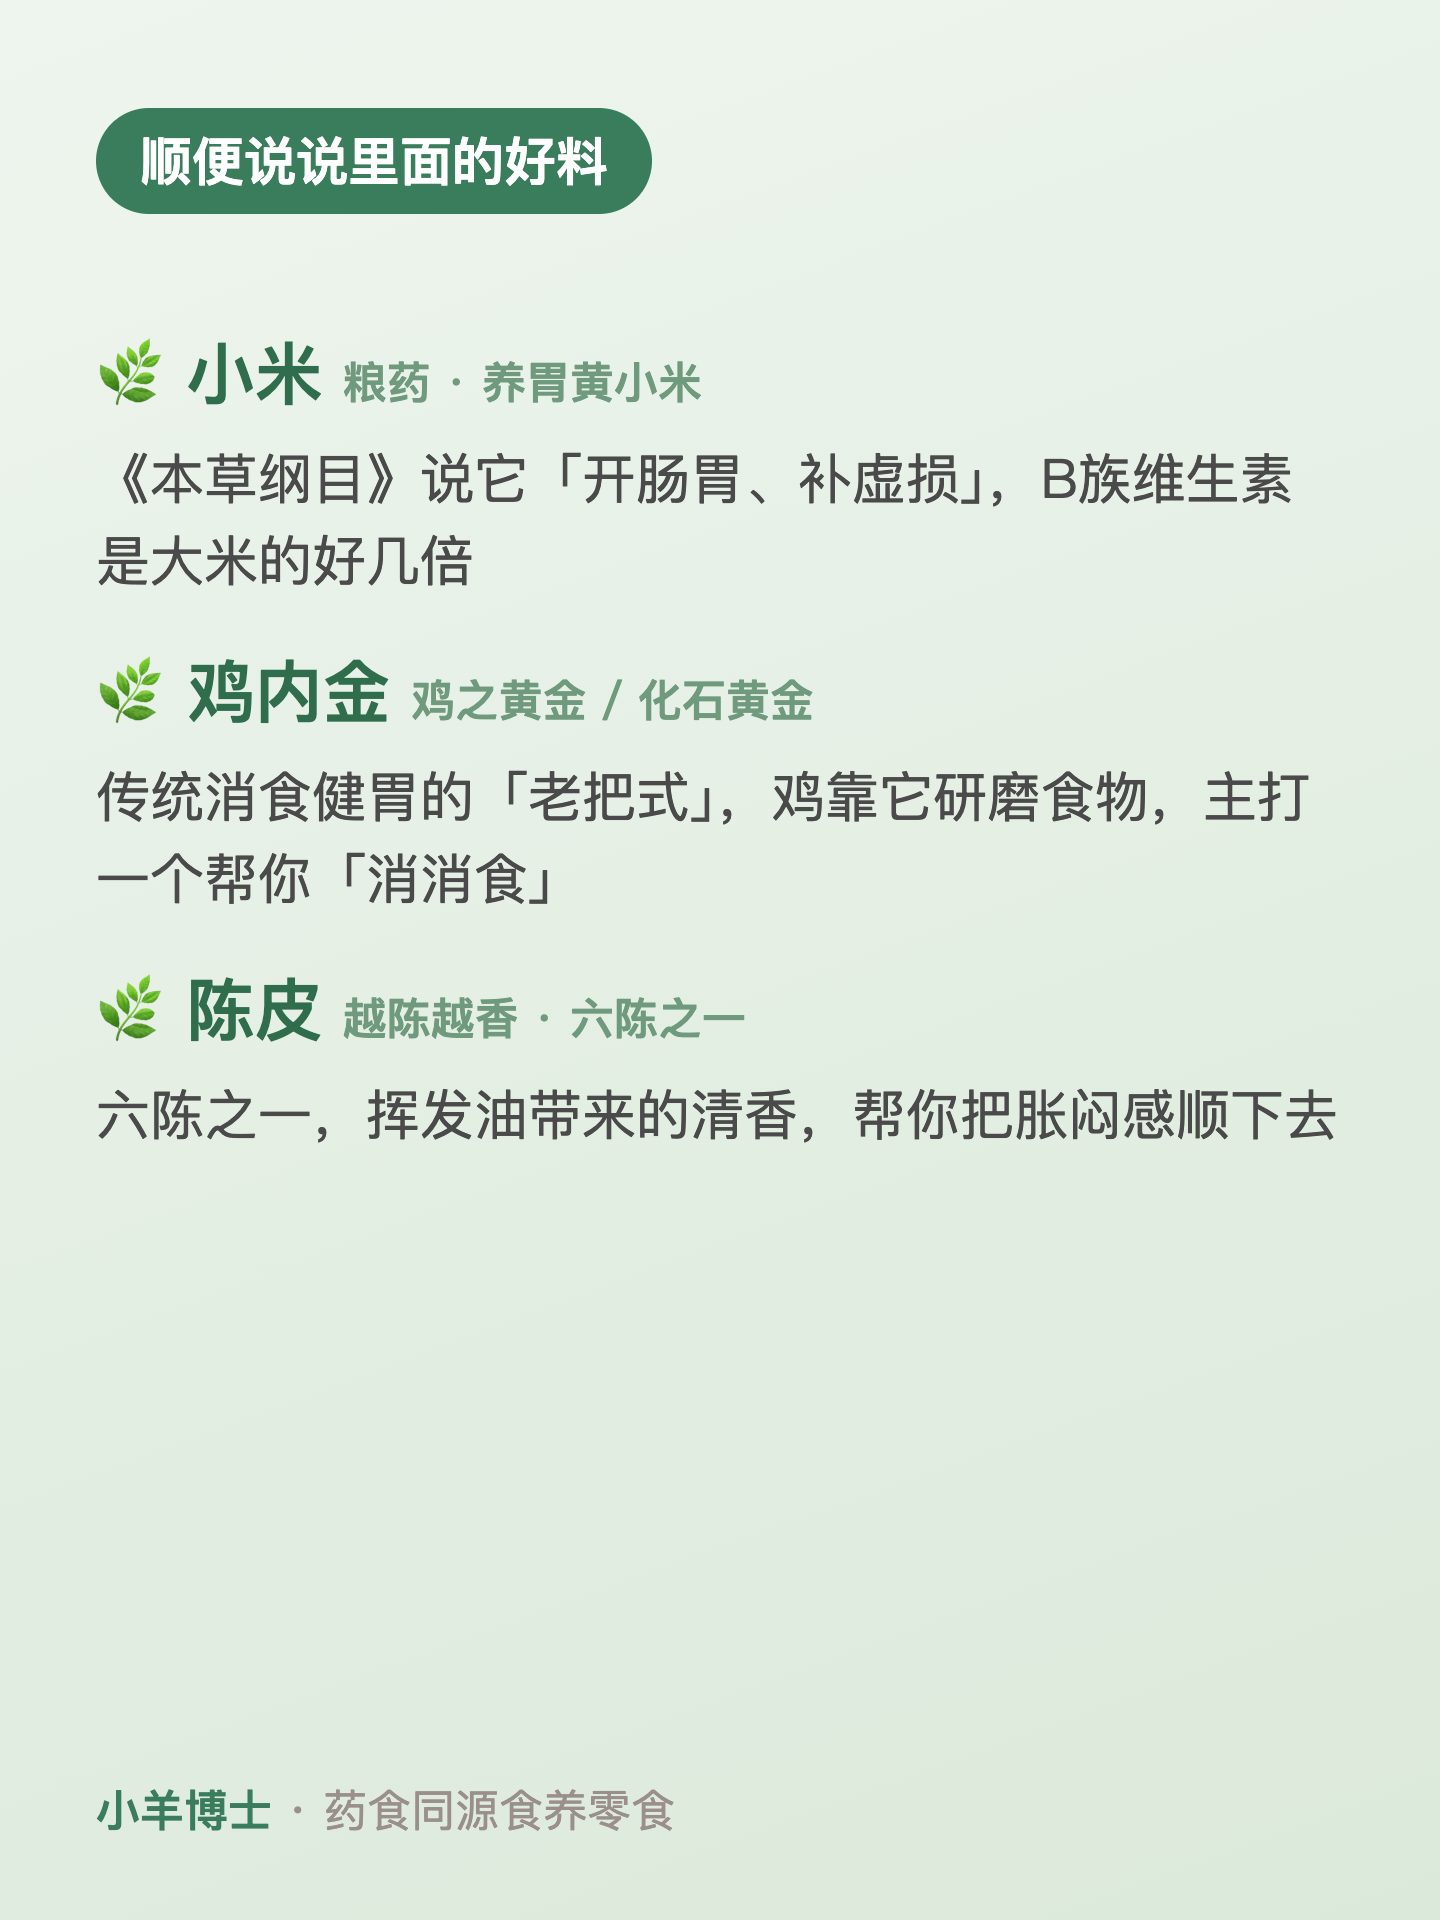 顺便说说里面的好料
🌿 小米 粮药 · 养胃黄小米
《本草纲目》说它「开肠胃、补虚损」，B族维生素
是大米的好几倍
🌿 鸡内金 鸡之黄金 / 化石黄金
传统消食健胃的「老把式」，鸡靠它研磨食物，主打
一个帮你「消消食」
🌿 陈皮 越陈越香 · 六陈之一
六陈之一，挥发油带来的清香，帮你把胀闷感顺下去
小羊博士 · 药食同源食养零食